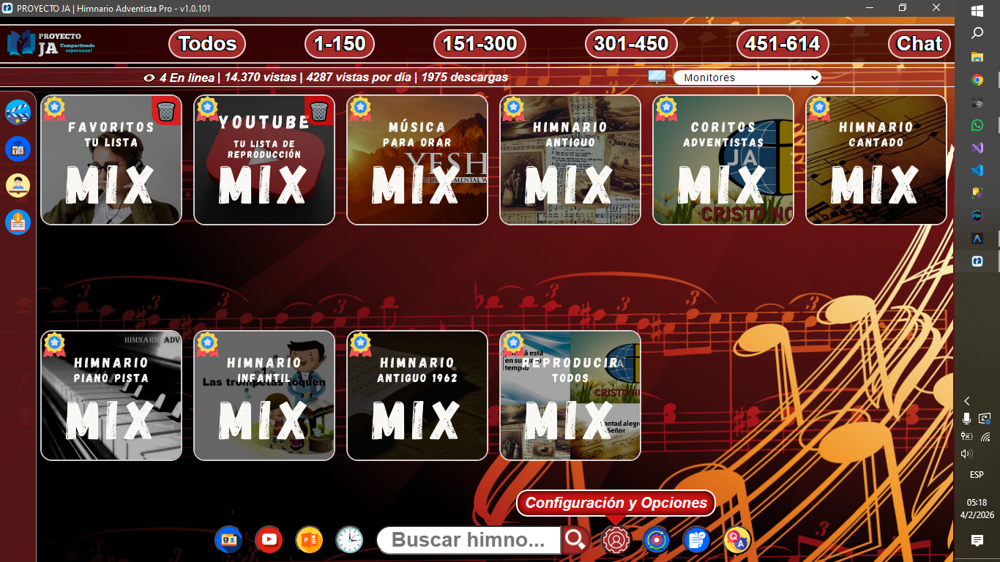 PROYECTO JA | Himnario Adventista Pro - v1.0.101
PROYECTO
JA
Compartiendo
esperanza!
Todos
1-150
151-300
301-450
451-614
Chat
4 En línea | 14.370 vistas | 4287 vistas por día | 1975 descargas
Monitores
FAVORITOS
TU LISTA
MIX
YOUTUBE
TU LISTA DE
REPRODUCCIÓN
MIX
MÚSICA
PARA ORAR
YESH
MIX
HIMNARIO
ANTIGUO
MIX
CORITOS
ADVENTISTAS
JA
MIX
CRISTO NO
HIMNARIO
CANTADO
MIX
HIMNARIO ADV
HIMNARIO
PIANO PISTA
MIX
HIMNARIO
INFANTIL
Las trompetas toquen
MIX
HIMNARIO
ANTIGUO 1962
MIX
REPRODUCIR
TODOS
está
en su
templo
CRISTO
MIX
antad alegr
Señor
Configuración y Opciones
Buscar himno...
ESP
05:18
4/2/2026